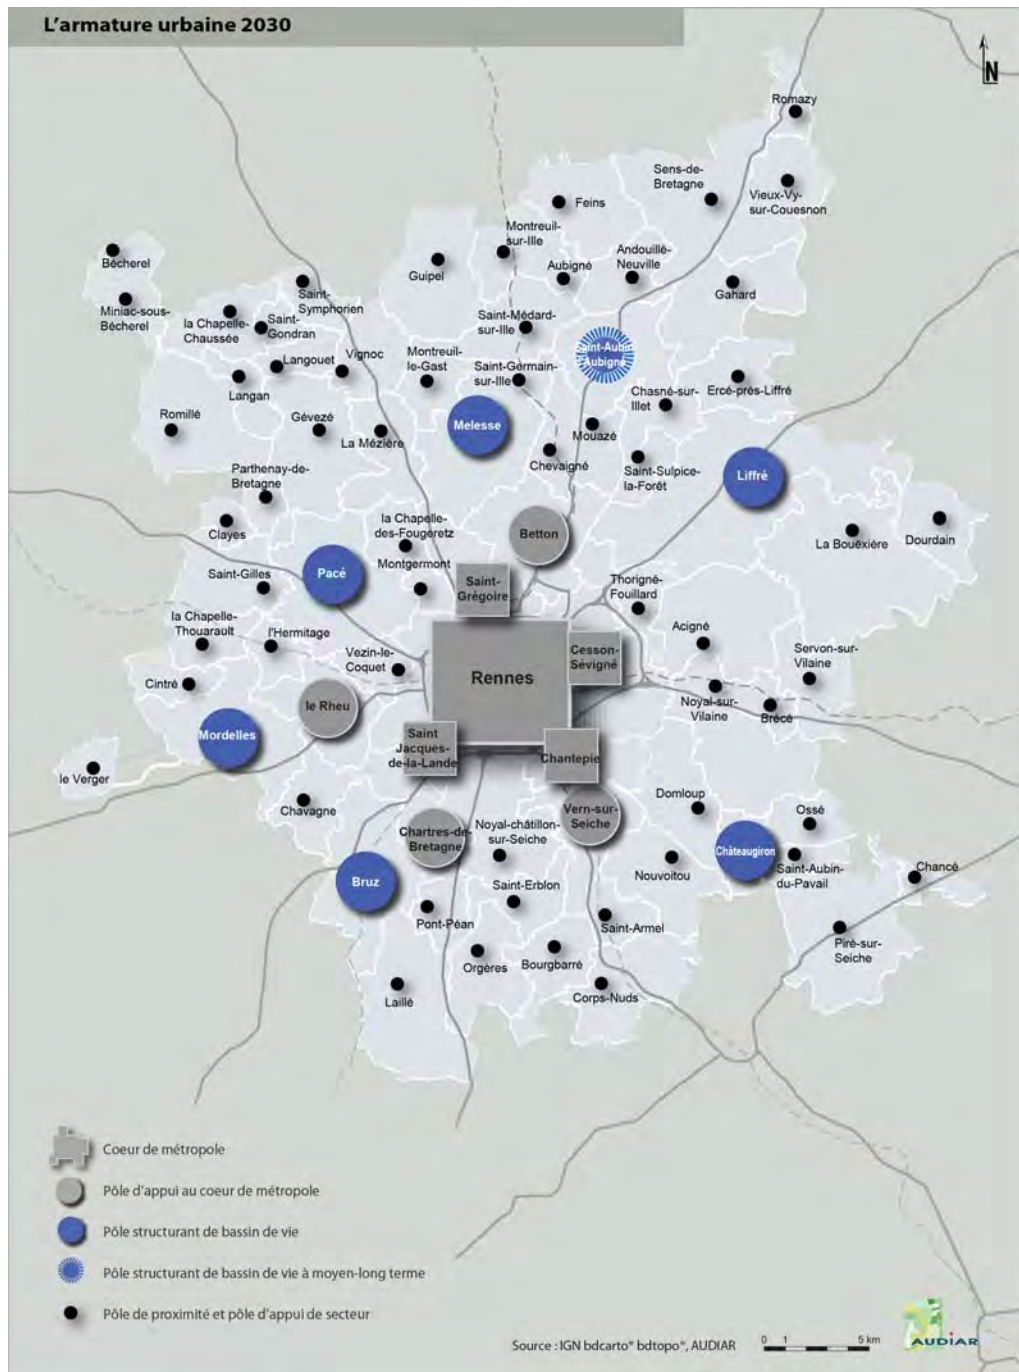 L'armature urbaine 2030
N
Romazy
Sens-de-
Bretagne
Vieux-Vy-
sur-Couesnon
Feins
Montreuil-
sur-Ille
Andouillé-
Neuville
Aubigné
Guipel
Gahard
Bécherel
Miniac-sous-
Bécherel
Saint-
Symphorien
la Chapelle-
Chaussée
Saint-
Gondran
Saint-Médard-
sur-Ille
Saint-Aubin
d'Aubigné
Langouet
Vignoc
Montreuil-
le-Gast
Saint-Germain-
sur-Ille
Chasné-sur-
Illet
Ercé-près-Liffré
Langan
Romillé
Gévezé
La Mézière
Melesse
Mouazé
Chevaigné
Saint-Sulpice-
la-Forêt
Liffré
Parthenay-de-
Bretagne
Clayes
la Chapelle-
des-Fougeretz
Betton
La Bouëxière
Dourdain
Saint-Gilles
Pacé
Montgermont
Saint-
Grégoire
Thorigné-
Fouillard
la Chapelle-
Thouarault
l'Hermitage
Vezin-le-
Coquet
Rennes
Cesson-
Sévigné
Acigné
Servon-sur-
Vilaine
Cintré
le Rheu
Noyal-sur-
Vilaine
Brécé
Mordelles
Saint
Jacques-
de-la-Lande
Chantepie
le Verger
Chavagne
Chartres-de-
Bretagne
Noyal-châtillon-
sur-Seiche
Vern-sur-
Seiche
Domloup
Ossé
Châteaugiron
Saint-Aubin-
du-Pavail
Chancé
Bruz
Saint-Erblon
Nouvoitou
Pont-Péan
Saint-Armel
Piré-sur-
Seiche
Orgères
Bourgbarré
Laillé
Corps-Nuds
Coeur de métropole
Pôle d'appui au coeur de métropole
Pôle structurant de bassin de vie
Pôle structurant de bassin de vie à moyen-long terme
Pôle de proximité et pôle d'appui de secteur
Source : IGN bdcarto® bdtopo®, AUDIAR
0 1 5 km
AUDIAR